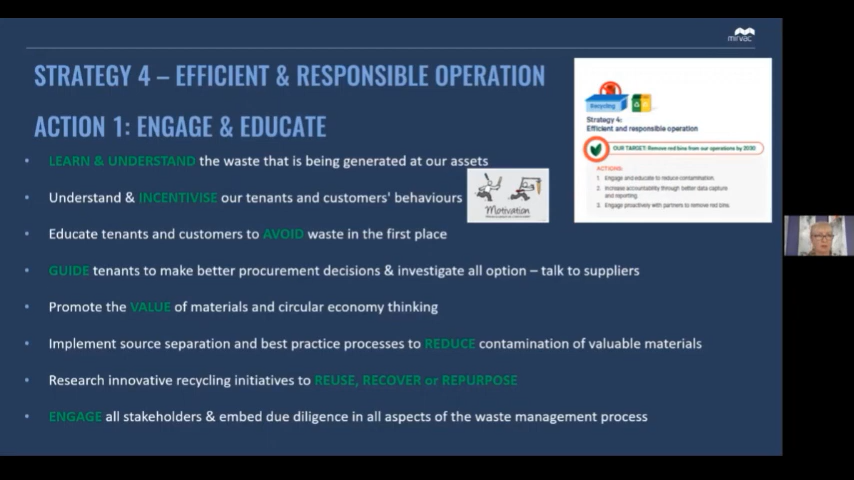 mirvac
STRATEGY 4 – EFFICIENT & RESPONSIBLE OPERATION
ACTION 1: ENGAGE & EDUCATE
• LEARN & UNDERSTAND the waste that is being generated at our assets
• Understand & INCENTIVISE our tenants and customers' behaviours
• Educate tenants and customers to AVOID waste in the first place
• GUIDE tenants to make better procurement decisions & investigate all option – talk to suppliers
• Promote the VALUE of materials and circular economy thinking
• Implement source separation and best practice processes to REDUCE contamination of valuable materials
• Research innovative recycling initiatives to REUSE, RECOVER or REPURPOSE
• ENGAGE all stakeholders & embed due diligence in all aspects of the waste management process
Motivation
Recycling
Strategy 4:
Efficient and responsible operation
OUR TARGET: Remove red bins from our operations by 2030
ACTIONS:
1. Engage and educate to reduce contamination.
2. Increase accountability through better data capture
and reporting.
3. Engage proactively with partners to remove red bins.